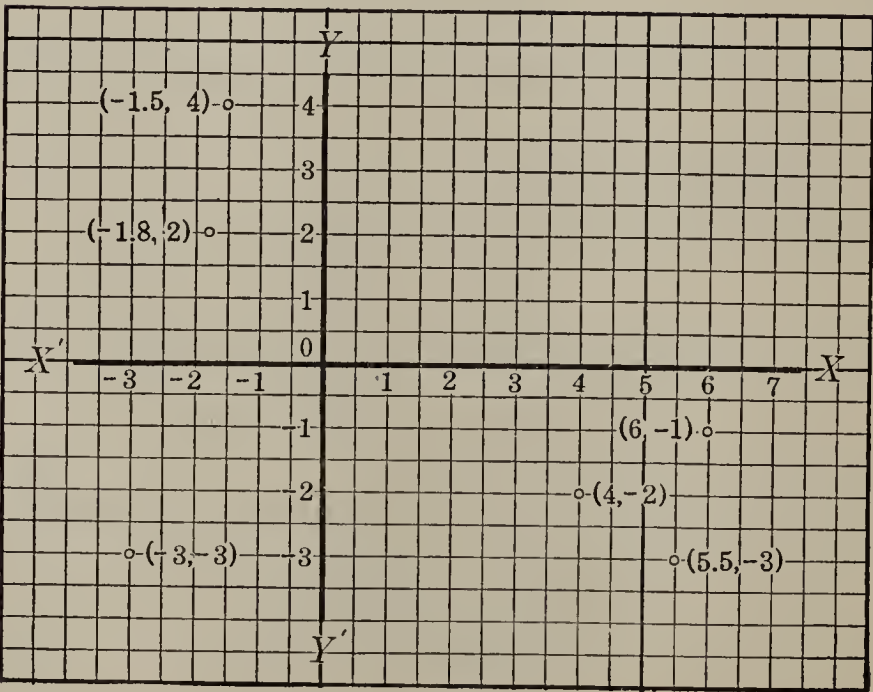 Y
(-1.5, 4) 4
3
(-1.8, 2) 2
1
0
X' X
-3 -2 -1 1 2 3 4 5 6 7
-1 (6, -1)
-2 (4, -2)
(-3, -3) -3 (5.5, -3)
Y'